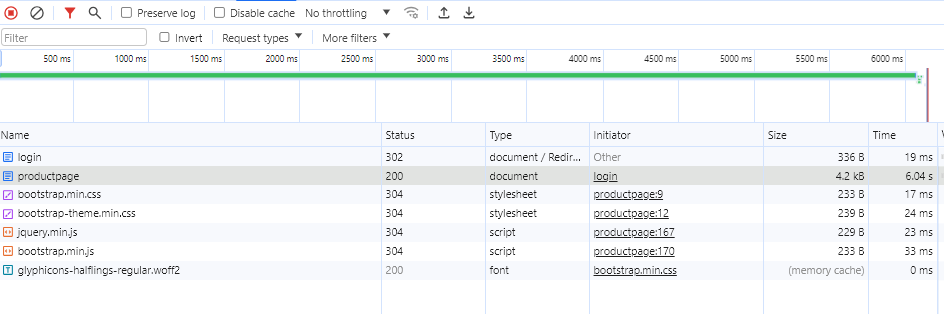 Preserve log Disable cache No throttling
Filter Invert Request types More filters
500 ms 1000 ms 1500 ms 2000 ms 2500 ms 3000 ms 3500 ms 4000 ms 4500 ms 5000 ms 5500 ms 6000 ms
Name Status Type Initiator Size Time
login 302 document / Redir... Other 336 B 19 ms
productpage 200 document login 4.2 kB 6.04 s
bootstrap.min.css 304 stylesheet productpage:9 233 B 17 ms
bootstrap-theme.min.css 304 stylesheet productpage:12 239 B 24 ms
jquery.min.js 304 script productpage:167 229 B 23 ms
bootstrap.min.js 304 script productpage:170 233 B 33 ms
glyphicons-halflings-regular.woff2 200 font bootstrap.min.css (memory cache) 0 ms